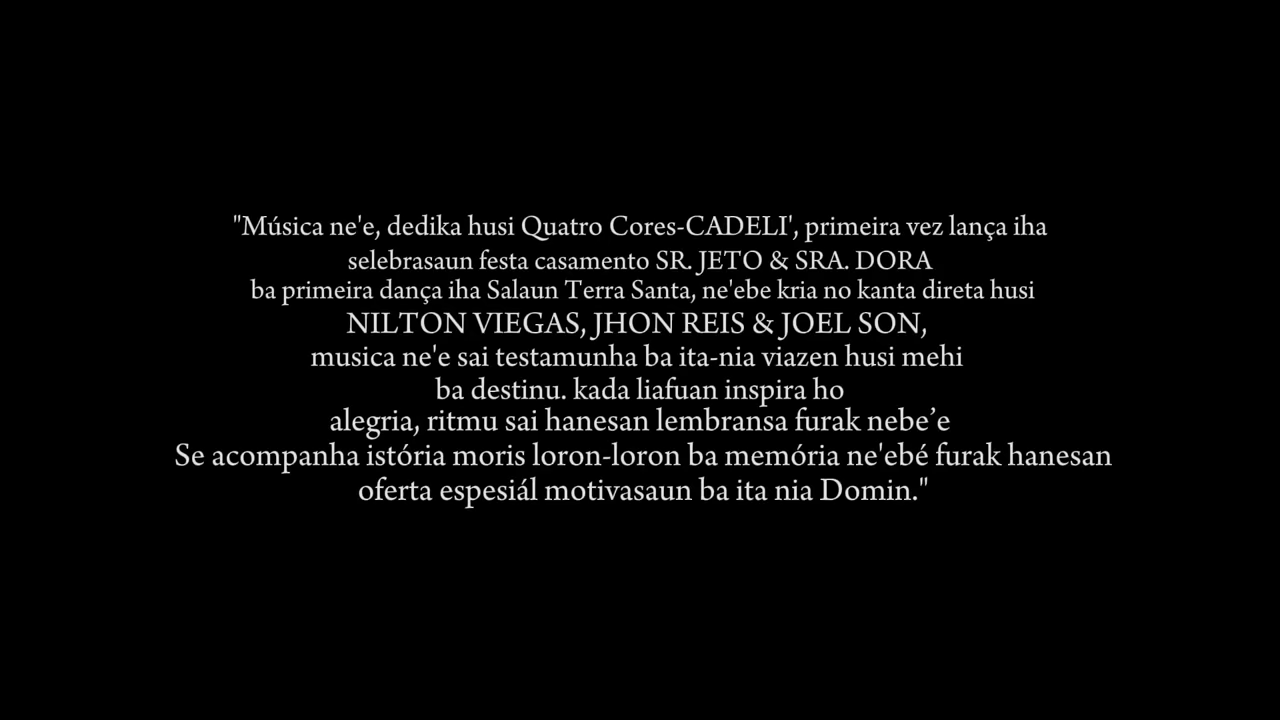 "Música ne'e, dedika husi Quatro Cores-CADELI', primeira vez lança iha
selebrasaun festa casamento SR. JETO & SRA. DORA
ba primeira dança iha Salaun Terra Santa, ne'ebe kria no kanta direta husi
NILTON VIEGAS, JHON REIS & JOEL SON,
musica ne'e sai testamunha ba ita-nia viazen husi mehi
ba destinu. kada liafuan inspira ho
alegria, ritmu sai hanesan lembransa furak nebe’e
Se acompanha istória moris loron-loron ba memória ne'ebé furak hanesan
oferta espesiál motivasaun ba ita nia Domin."